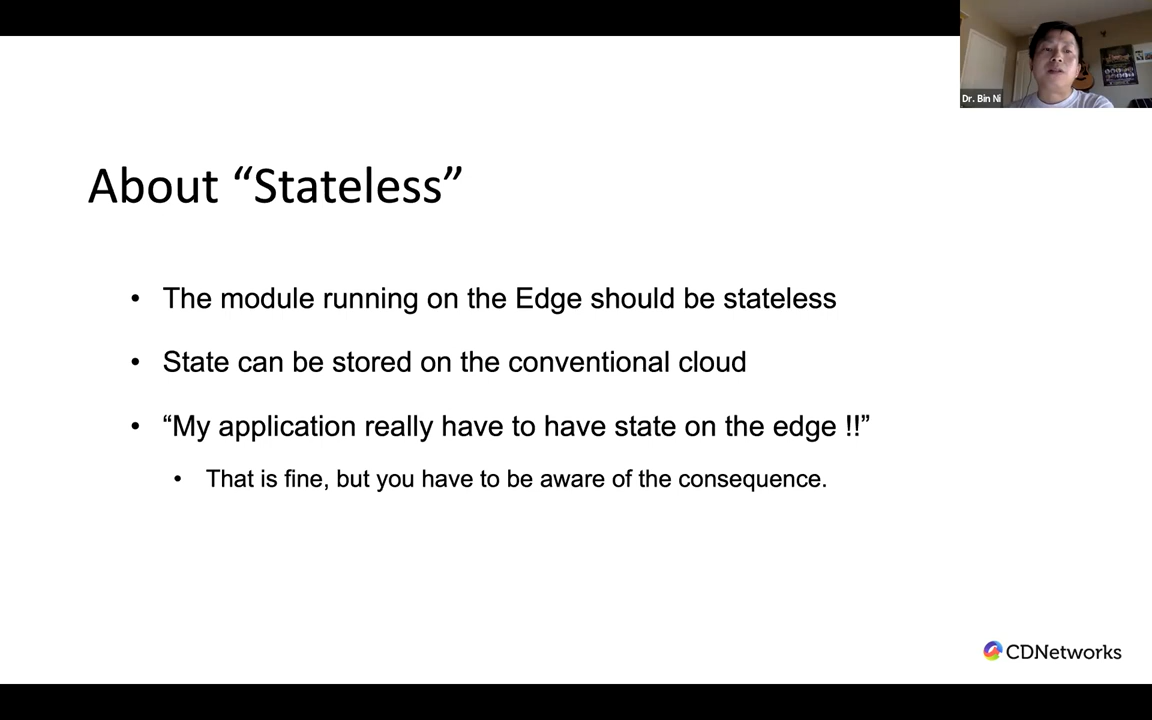 Dr. Bin Ni
About “Stateless”
• The module running on the Edge should be stateless
• State can be stored on the conventional cloud
• “My application really have to have state on the edge !!”
• That is fine, but you have to be aware of the consequence.
CDNetworks